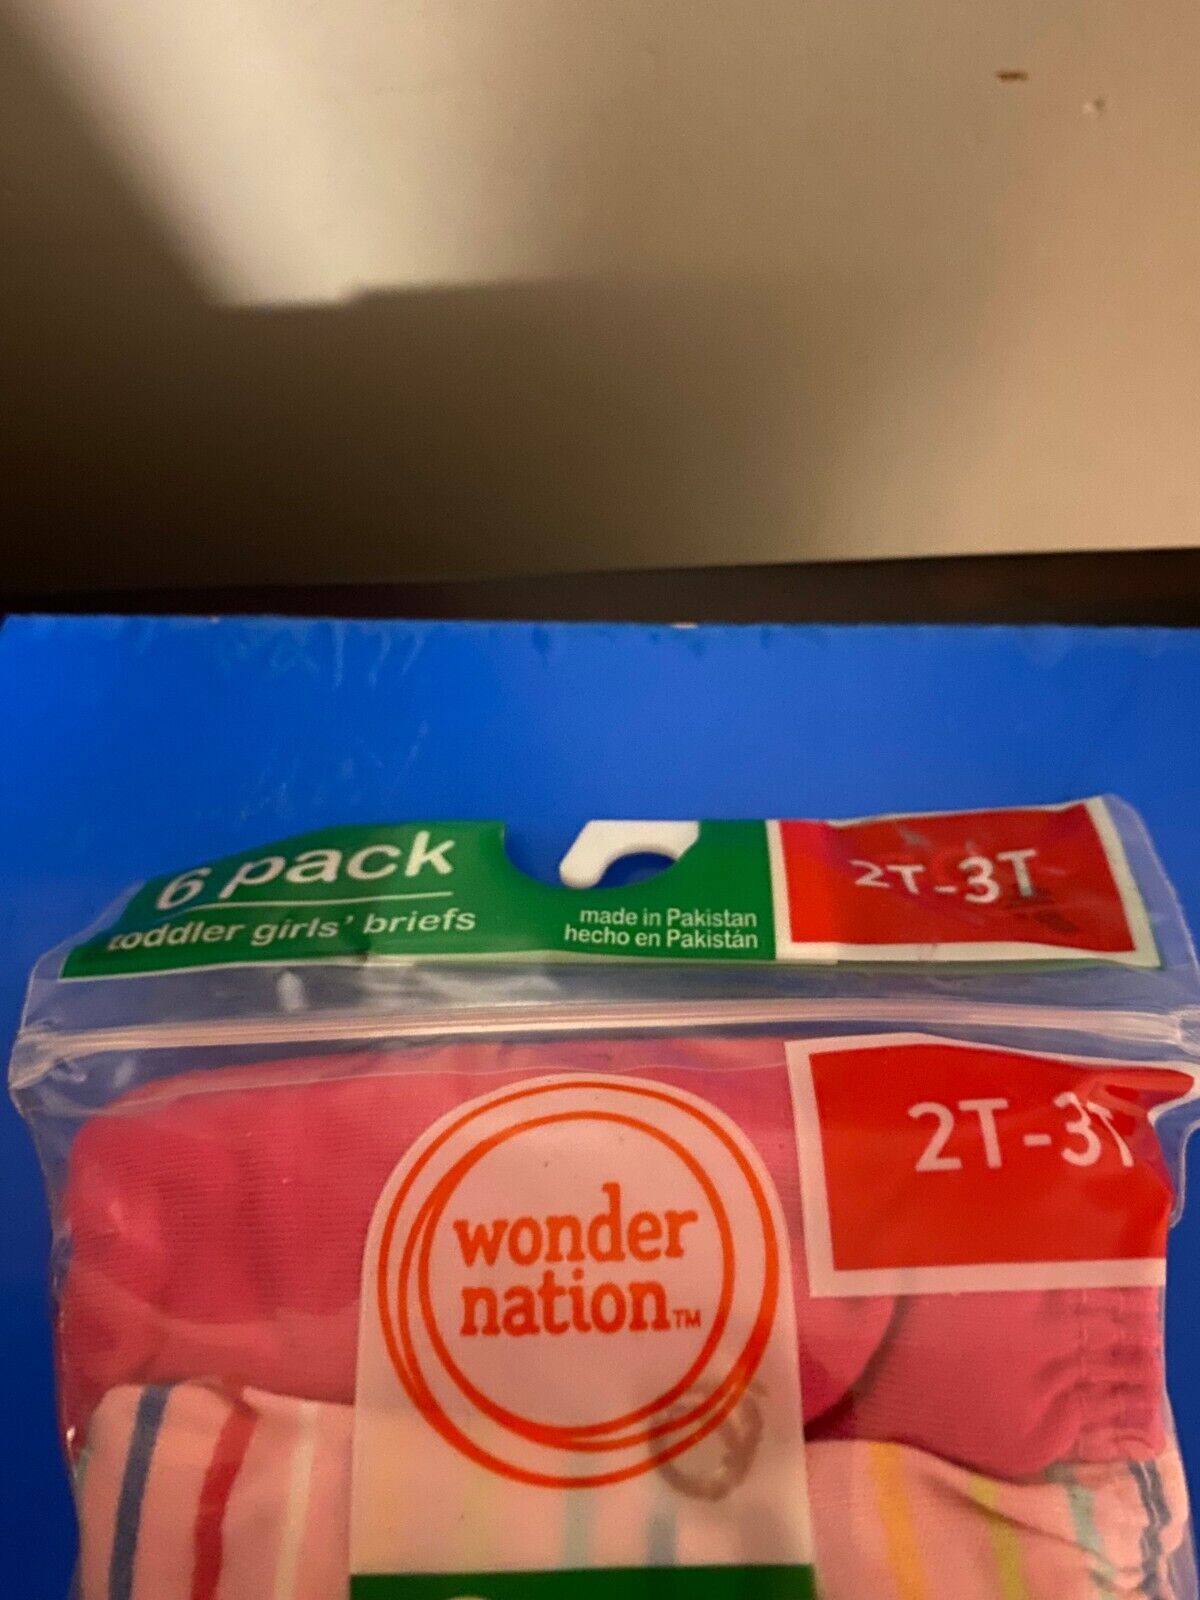 6 pack
toddler girls' briefs
made in Pakistan
hecho en Pakistán
2T-3T
2T-3T
wonder
nation™